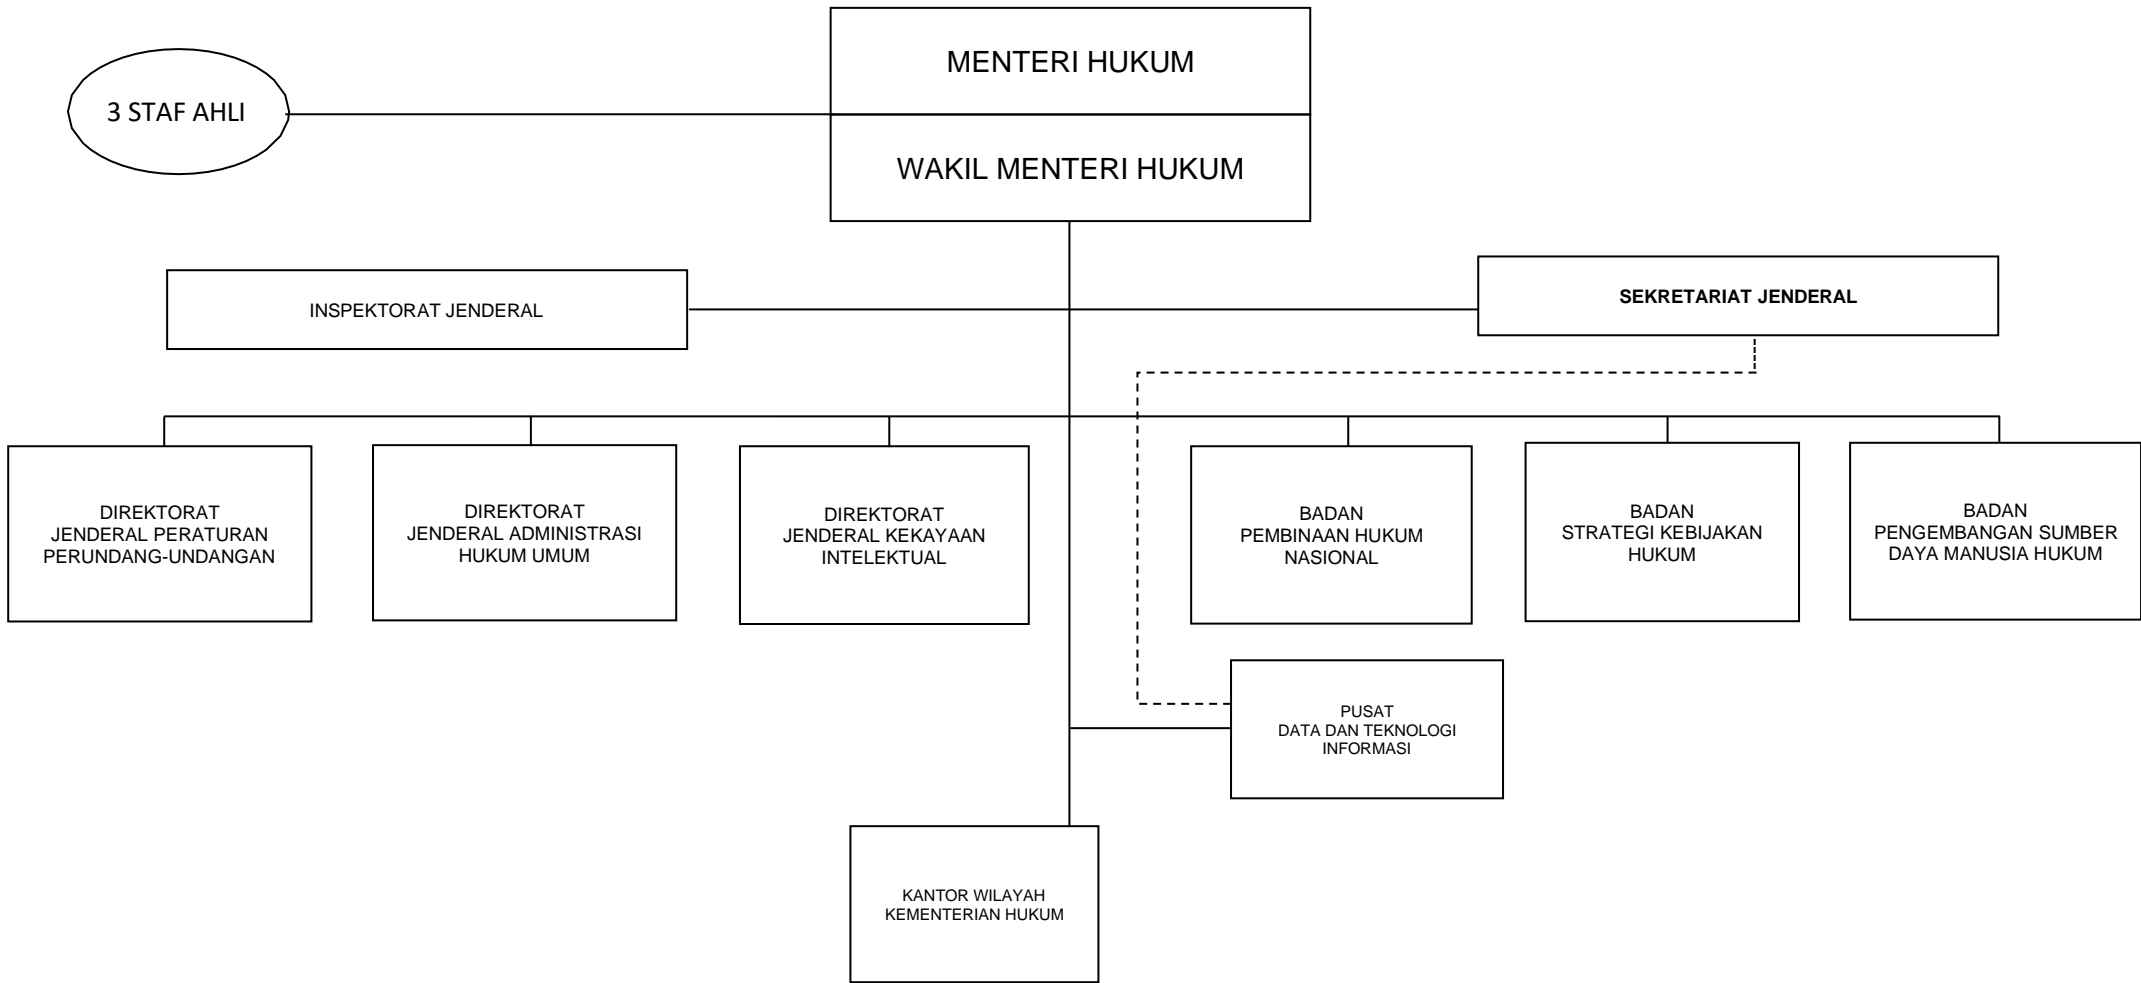 MENTERI HUKUM
3 STAF AHLI
WAKIL MENTERI HUKUM
INSPEKTORAT JENDERAL
SEKRETARIAT JENDERAL
DIREKTORAT
JENDERAL PERATURAN
PERUNDANG-UNDANGAN
DIREKTORAT
JENDERAL ADMINISTRASI
HUKUM UMUM
DIREKTORAT
JENDERAL KEKAYAAN
INTELEKTUAL
BADAN
PEMBINAAN HUKUM
NASIONAL
BADAN
STRATEGI KEBIJAKAN
HUKUM
BADAN
PENGEMBANGAN SUMBER
DAYA MANUSIA HUKUM
PUSAT
DATA DAN TEKNOLOGI
INFORMASI
KANTOR WILAYAH
KEMENTERIAN HUKUM